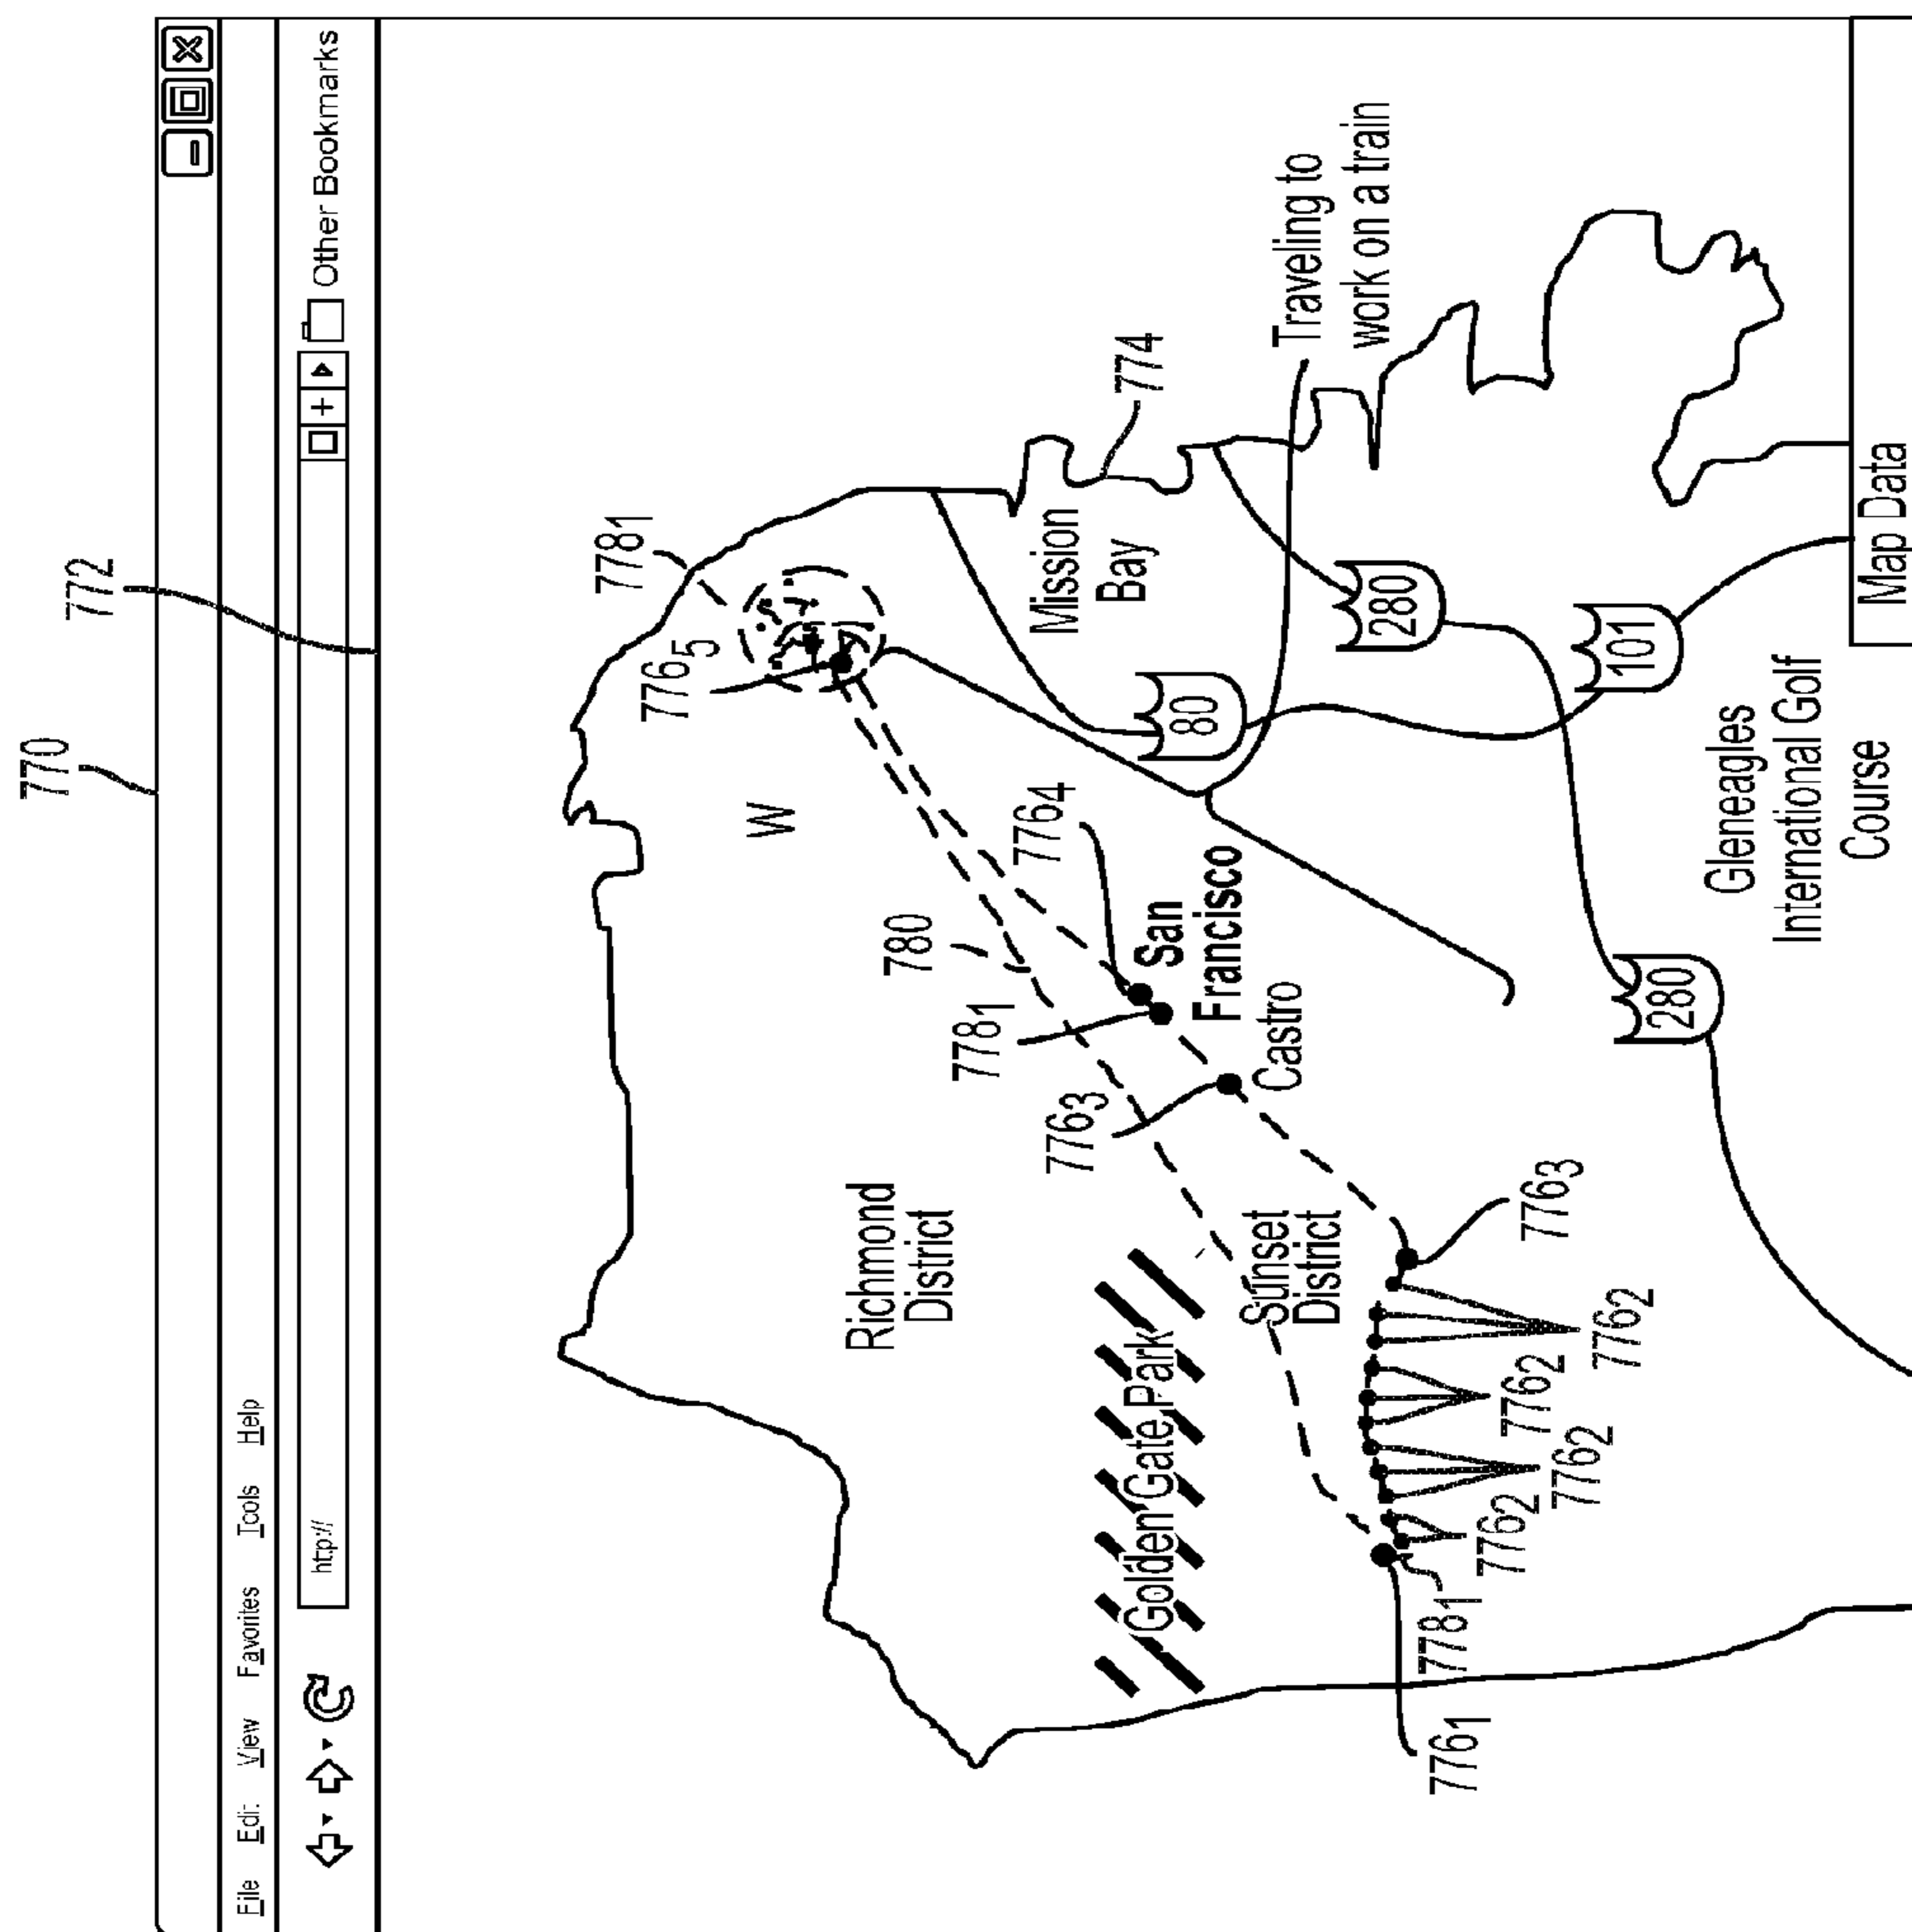 770
772
File Edit View Favorites Tools Help
http://
Other Bookmarks
778₁
776₅
W
774
Mission
Bay
Traveling to
work on a train
80
280
101
780
776₄
778₁
San
Francisco
776₃
Castro
Richmond
District
Sunset
District
Golden Gate Park
776₃
776₂
776₂
776₂
776₂
778₁
776₁
280
Gleneagles
International Golf
Course
Map Data